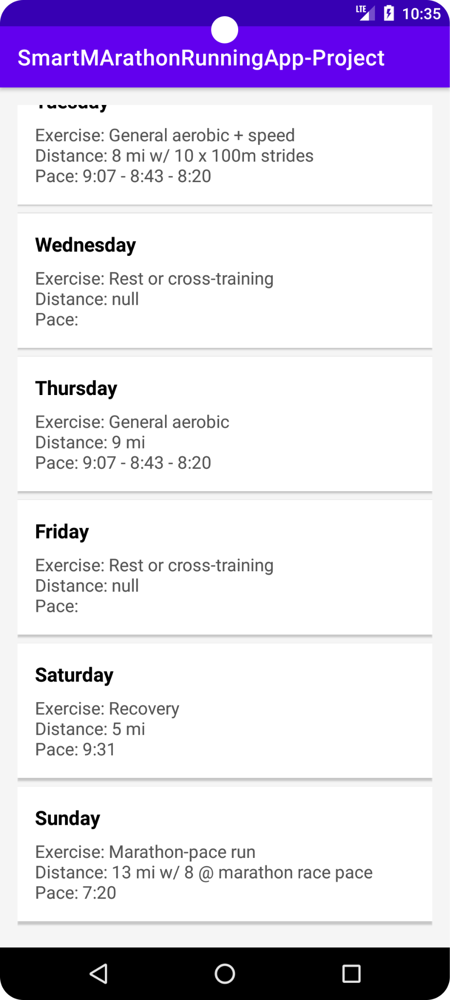 LTE 10:35
SmartMArathonRunningApp-Project
Tuesday
Exercise: General aerobic + speed
Distance: 8 mi w/ 10 x 100m strides
Pace: 9:07 - 8:43 - 8:20
Wednesday
Exercise: Rest or cross-training
Distance: null
Pace:
Thursday
Exercise: General aerobic
Distance: 9 mi
Pace: 9:07 - 8:43 - 8:20
Friday
Exercise: Rest or cross-training
Distance: null
Pace:
Saturday
Exercise: Recovery
Distance: 5 mi
Pace: 9:31
Sunday
Exercise: Marathon-pace run
Distance: 13 mi w/ 8 @ marathon race pace
Pace: 7:20